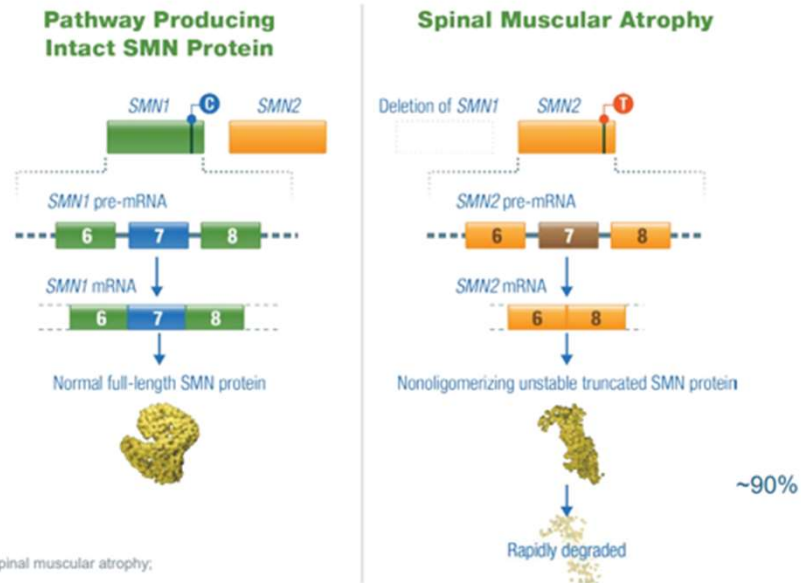 Pathway Producing
Intact SMN Protein
SMN1
C
SMN2
SMN1 pre-mRNA
6 7 8
SMN1 mRNA
6 7 8
Normal full-length SMN protein
Spinal Muscular Atrophy
Deletion of SMN1
SMN2
T
SMN2 pre-mRNA
6 7 8
SMN2 mRNA
6 8
Nonoligomerizing unstable truncated SMN protein
~90%
Rapidly degraded
pinal muscular atrophy;